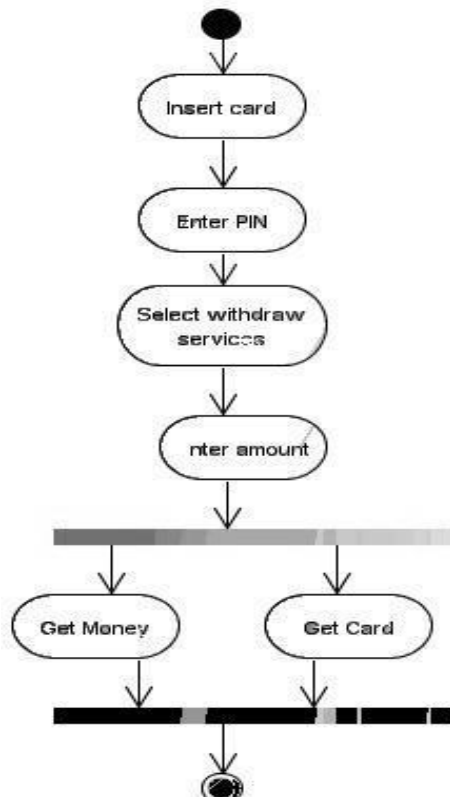 Insert card
Enter PIN
Select withdraw
services
nter amount
Get Money
Get Card